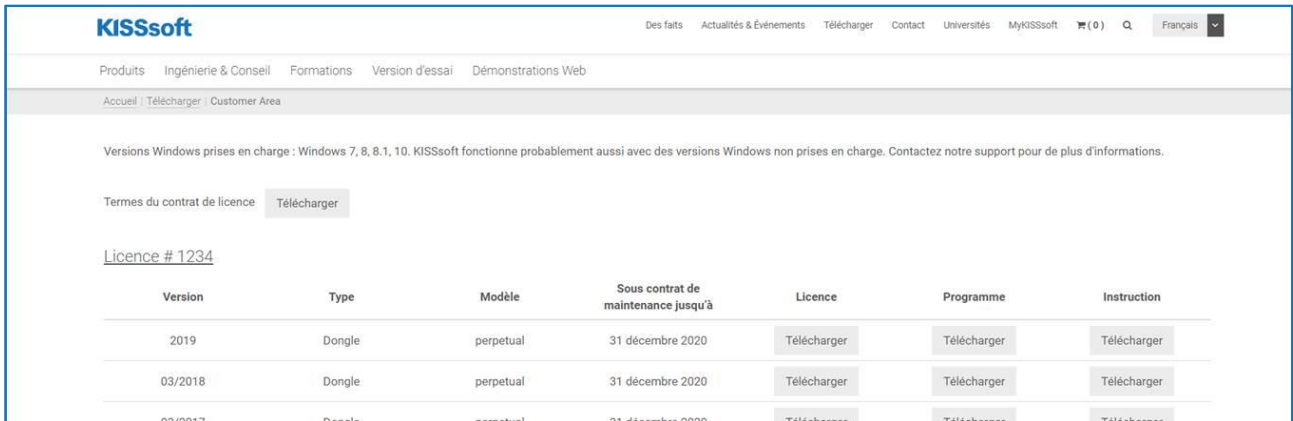 KISSsoft
Des faits Actualités & Événements Télécharger Contact Universités MyKISSsoft ( 0 ) Français
Produits Ingénierie & Conseil Formations Version d'essai Démonstrations Web
Accueil | Télécharger | Customer Area
Versions Windows prises en charge : Windows 7, 8, 8.1, 10. KISSsoft fonctionne probablement aussi avec des versions Windows non prises en charge. Contactez notre support pour de plus d'informations.
Termes du contrat de licence Télécharger
Licence # 1234
Version Type Modèle Sous contrat de maintenance jusqu'à Licence Programme Instruction
2019 Dongle perpetual 31 décembre 2020 Télécharger Télécharger Télécharger
03/2018 Dongle perpetual 31 décembre 2020 Télécharger Télécharger Télécharger